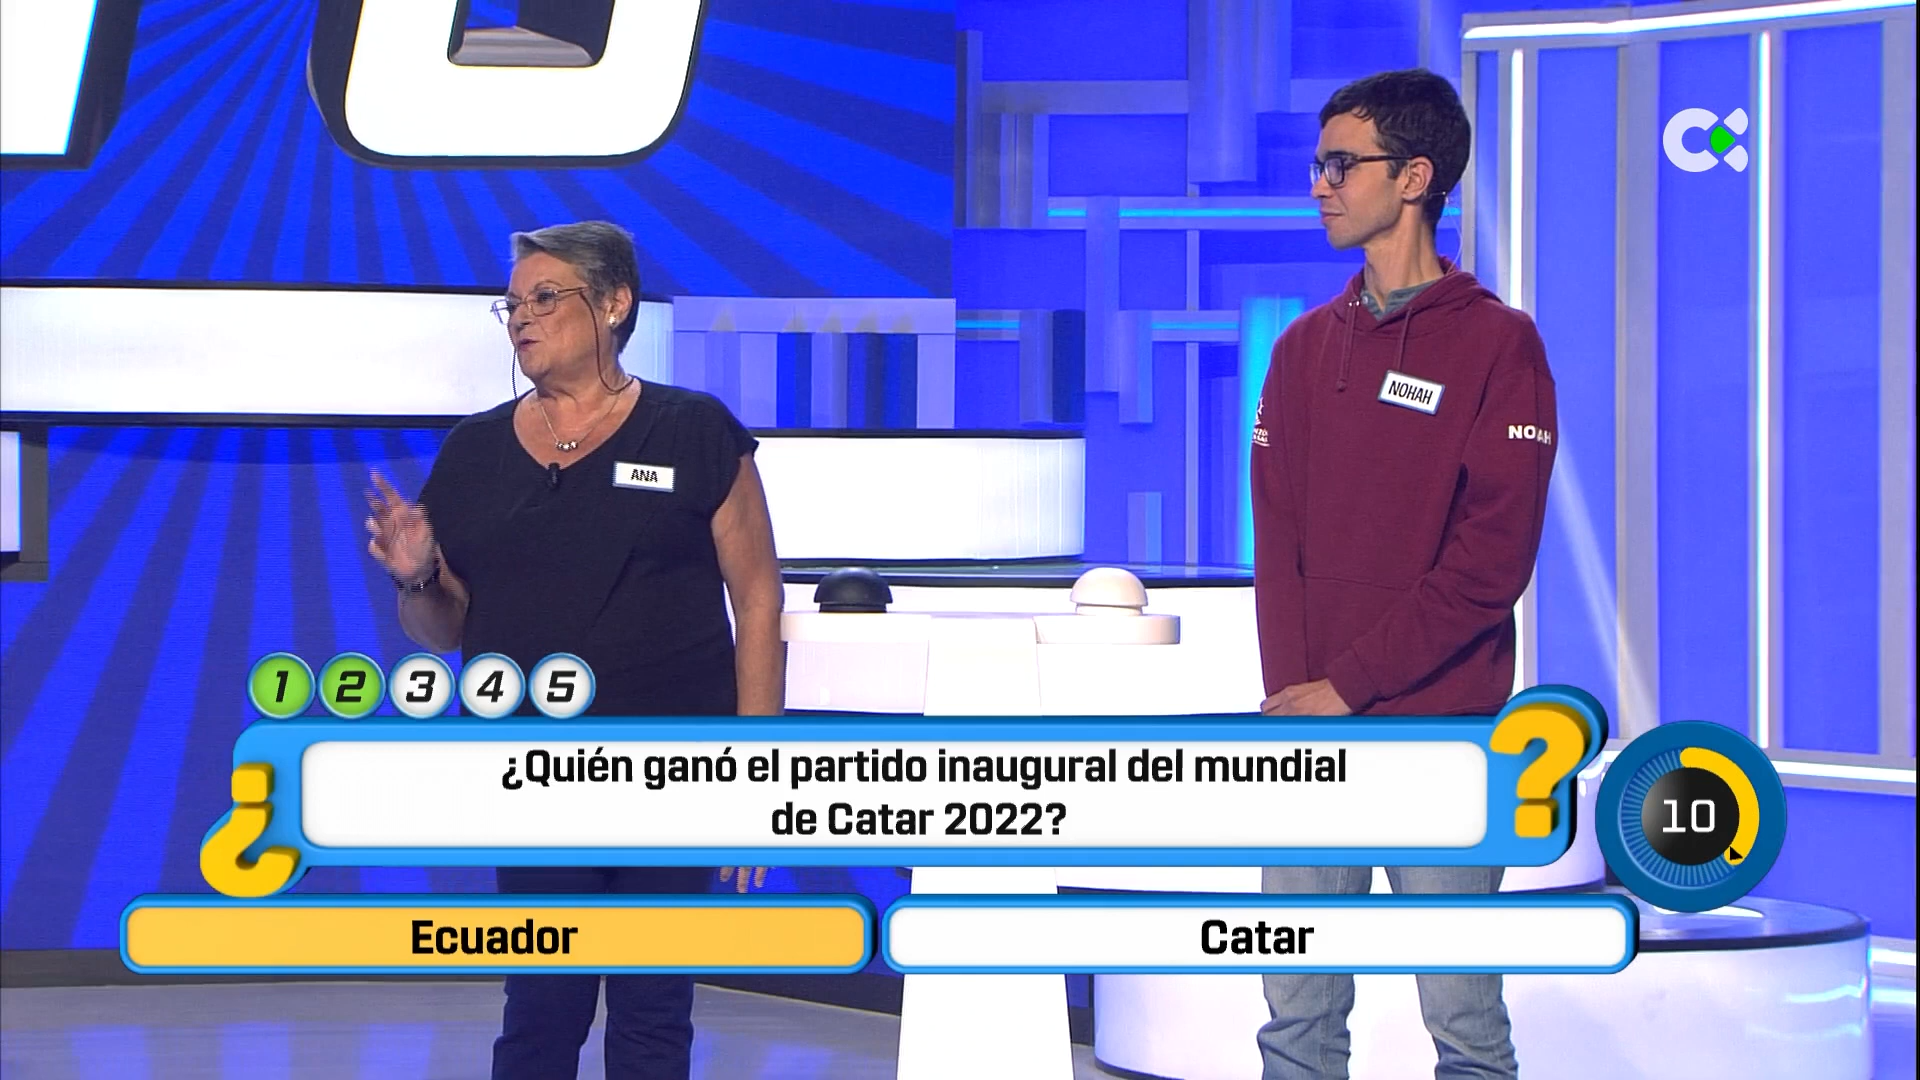 NOHAH
NOAH
ANA
1 2 3 4 5
¿Quién ganó el partido inaugural del mundial
de Catar 2022?
10
Ecuador
Catar